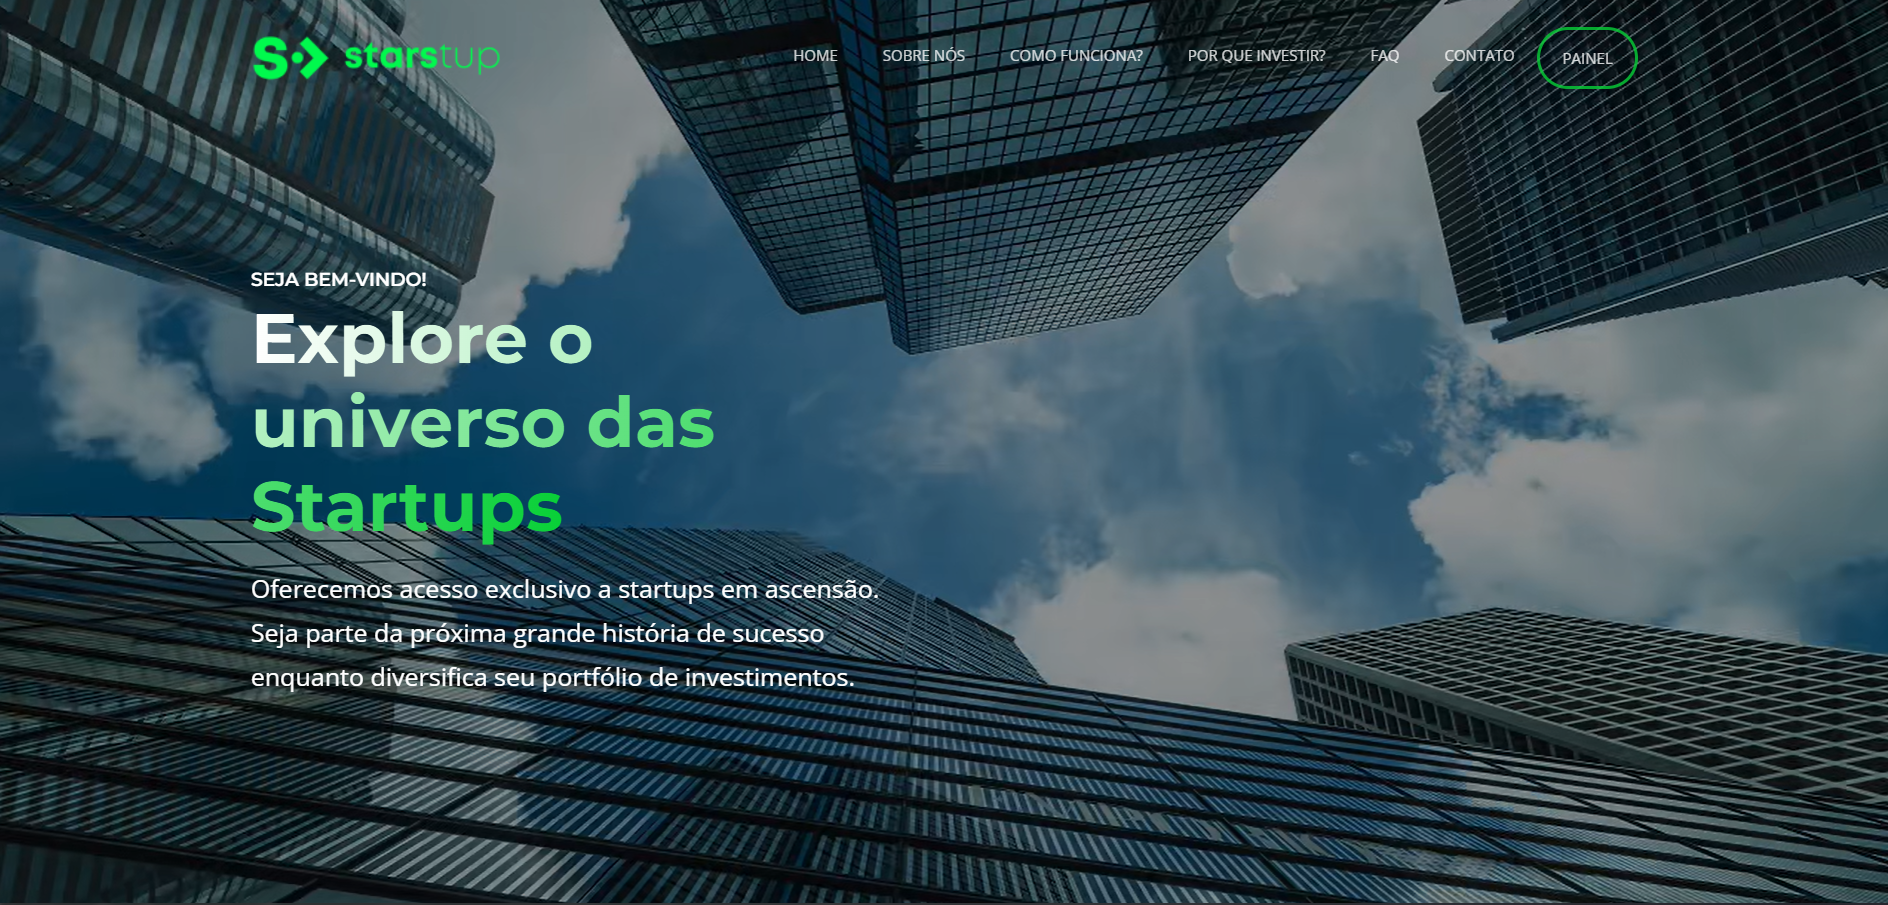 starstup
HOME SOBRE NÓS COMO FUNCIONA? POR QUE INVESTIR? FAQ CONTATO PAINEL
SEJA BEM-VINDO!
Explore o
universo das
Startups
Oferecemos acesso exclusivo a startups em ascensão.
Seja parte da próxima grande história de sucesso
enquanto diversifica seu portfólio de investimentos.